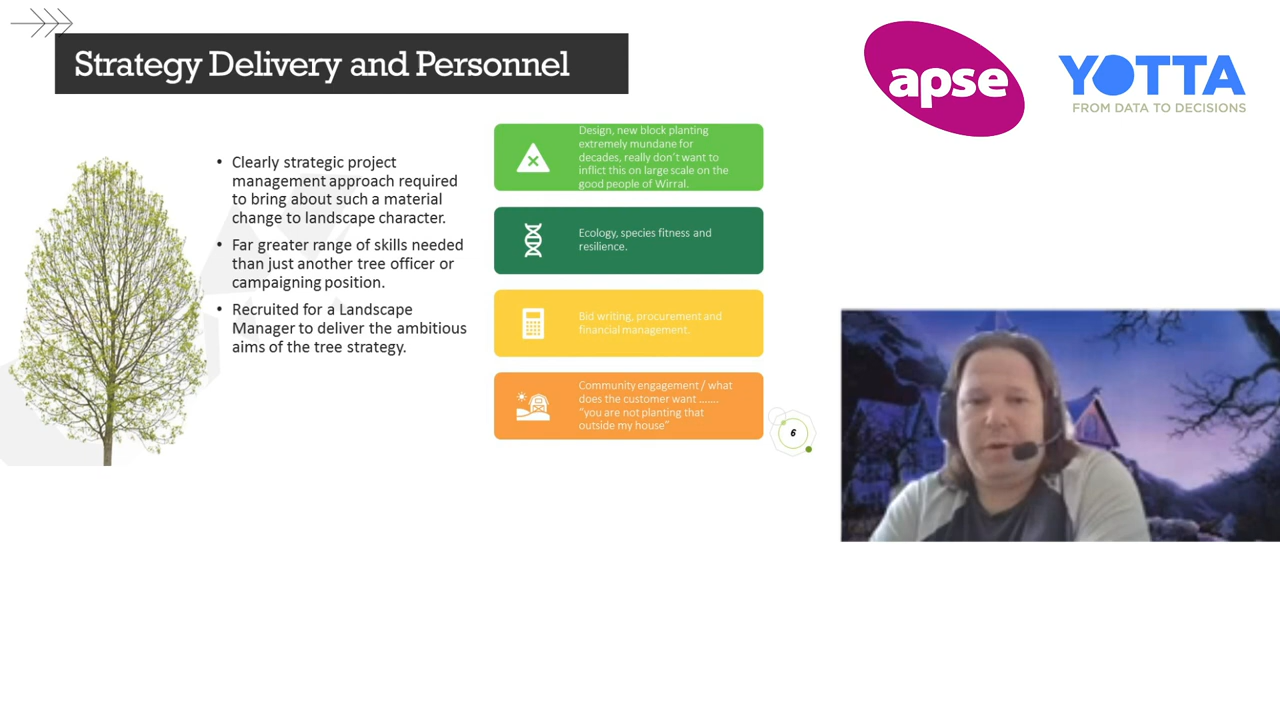 Strategy Delivery and Personnel
apse
YOTTA
FROM DATA TO DECISIONS
• Clearly strategic project
management approach required
to bring about such a material
change to landscape character.
• Far greater range of skills needed
than just another tree officer or
campaigning position.
• Recruited for a Landscape
Manager to deliver the ambitious
aims of the tree strategy.
Design, new block planting
extremely mundane for
decades, really don't want to
inflict this on large scale on the
good people of Wirral.
Ecology, species fitness and
resilience.
Bid writing, procurement and
financial management.
Community engagement / what
does the customer want .......
"you are not planting that
outside my house"
6